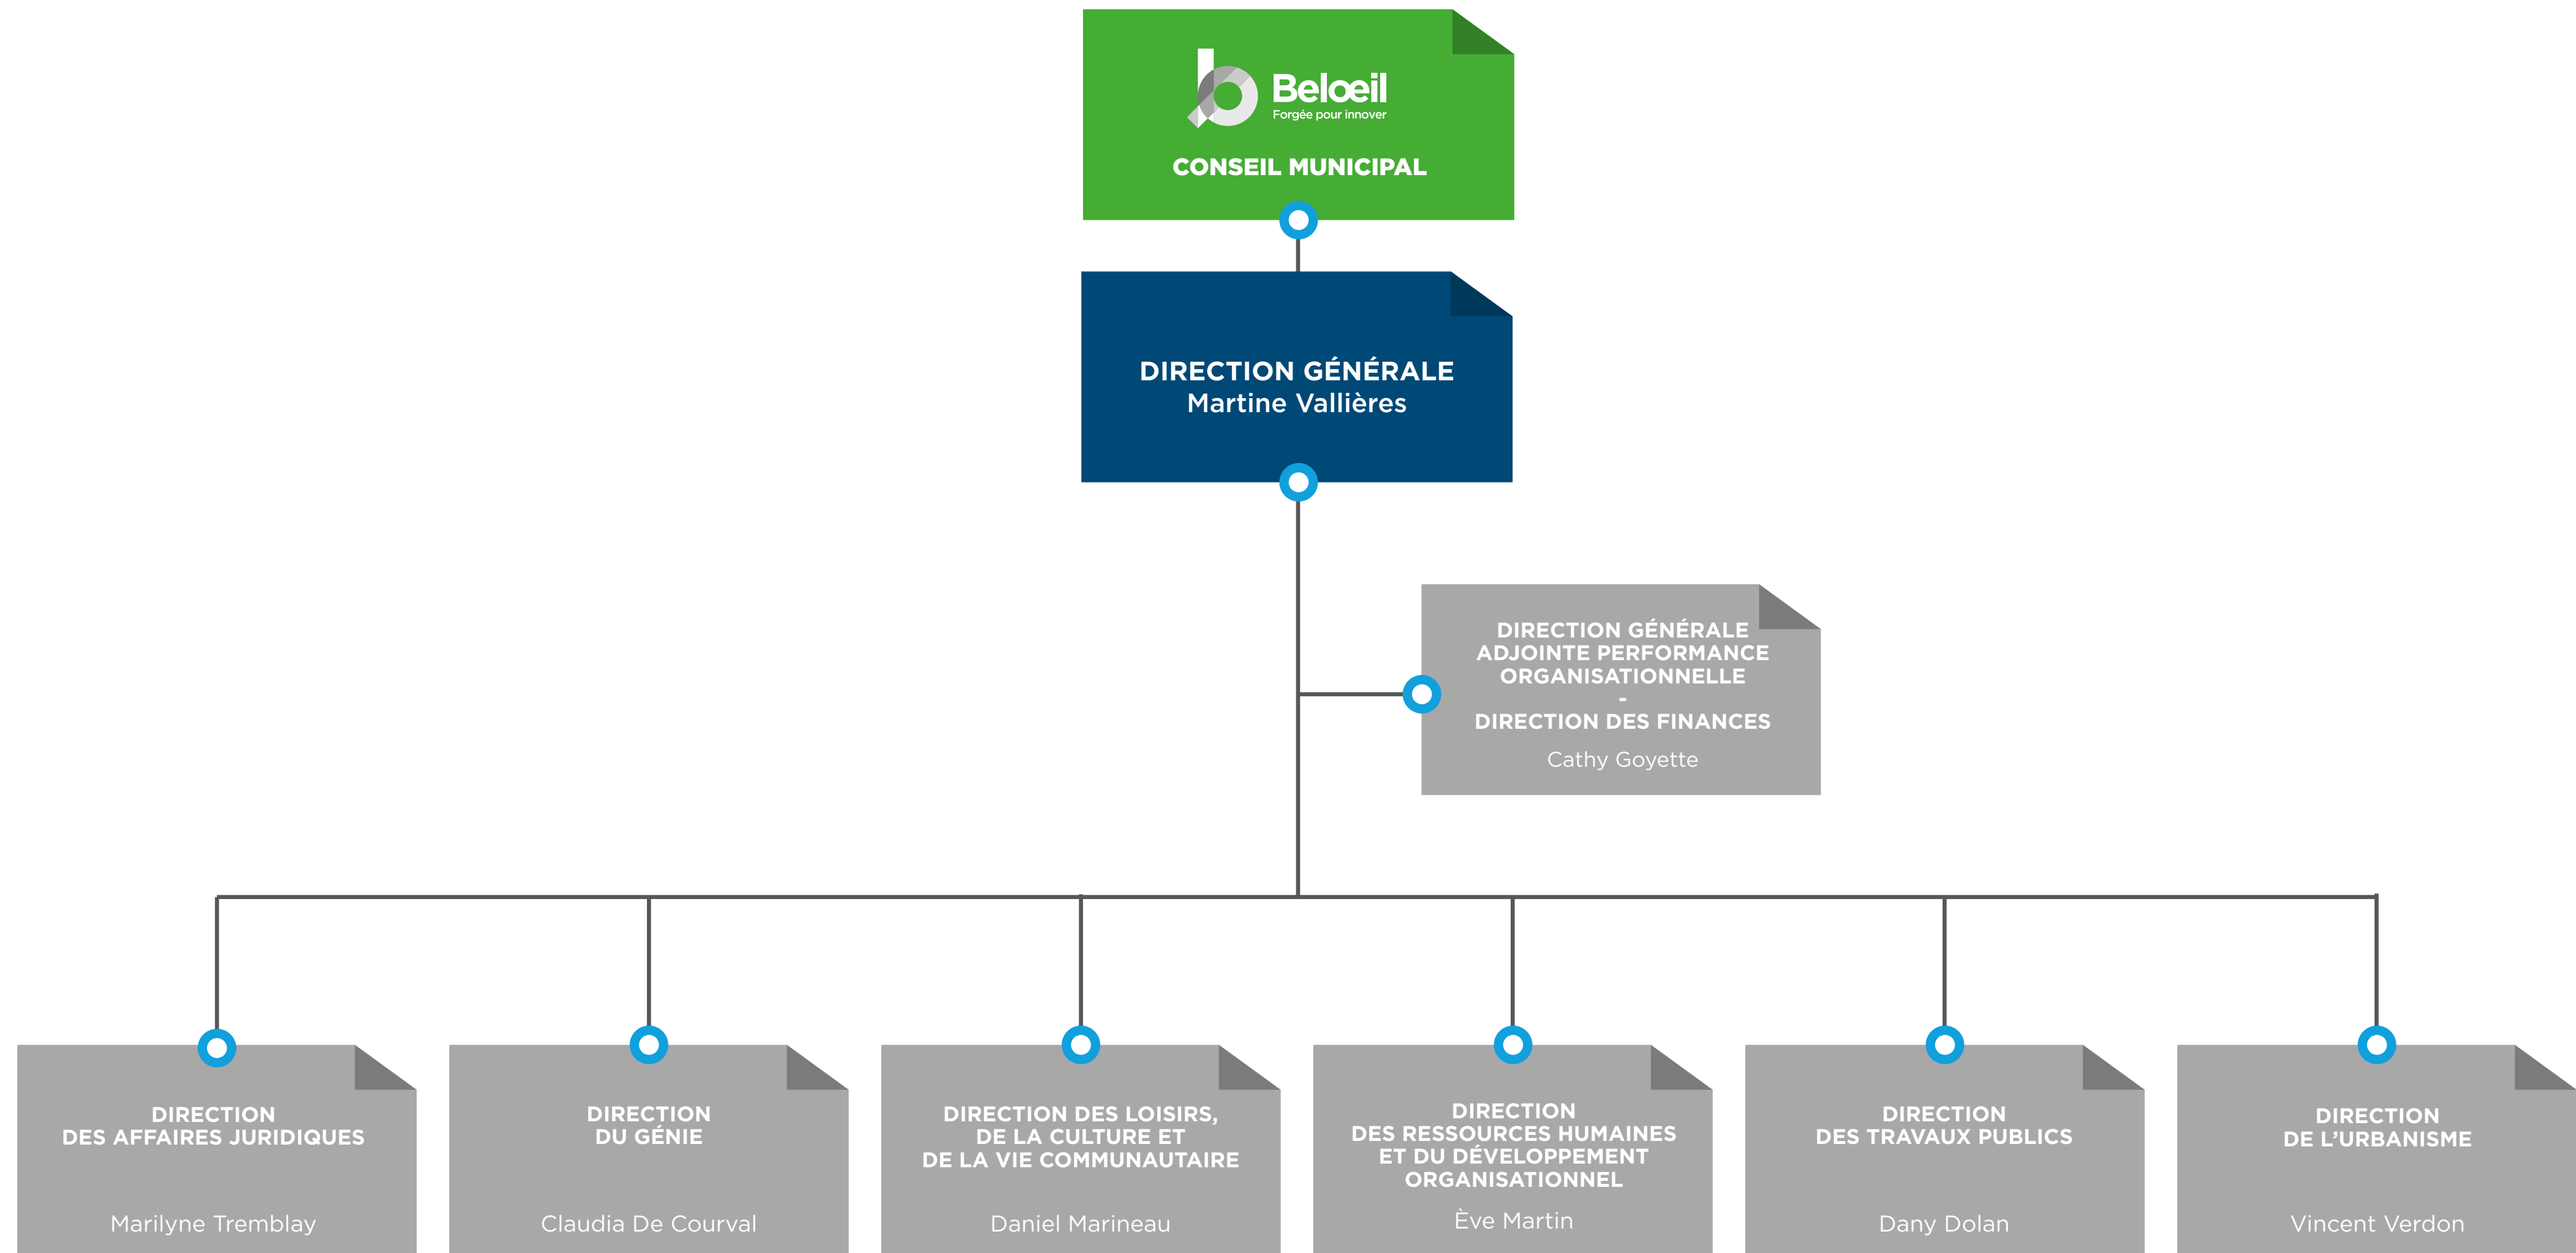 Belœil
Forgée pour innover
CONSEIL MUNICIPAL
DIRECTION GÉNÉRALE
Martine Vallières
DIRECTION GÉNÉRALE
ADJOINTE PERFORMANCE
ORGANISATIONNELLE
-
DIRECTION DES FINANCES
Cathy Goyette
DIRECTION
DES AFFAIRES JURIDIQUES
Marilyne Tremblay
DIRECTION
DU GÉNIE
Claudia De Courval
DIRECTION DES LOISIRS,
DE LA CULTURE ET
DE LA VIE COMMUNAUTAIRE
Daniel Marineau
DIRECTION
DES RESSOURCES HUMAINES
ET DU DÉVELOPPEMENT
ORGANISATIONNEL
Ève Martin
DIRECTION
DES TRAVAUX PUBLICS
Dany Dolan
DIRECTION
DE L’URBANISME
Vincent Verdon